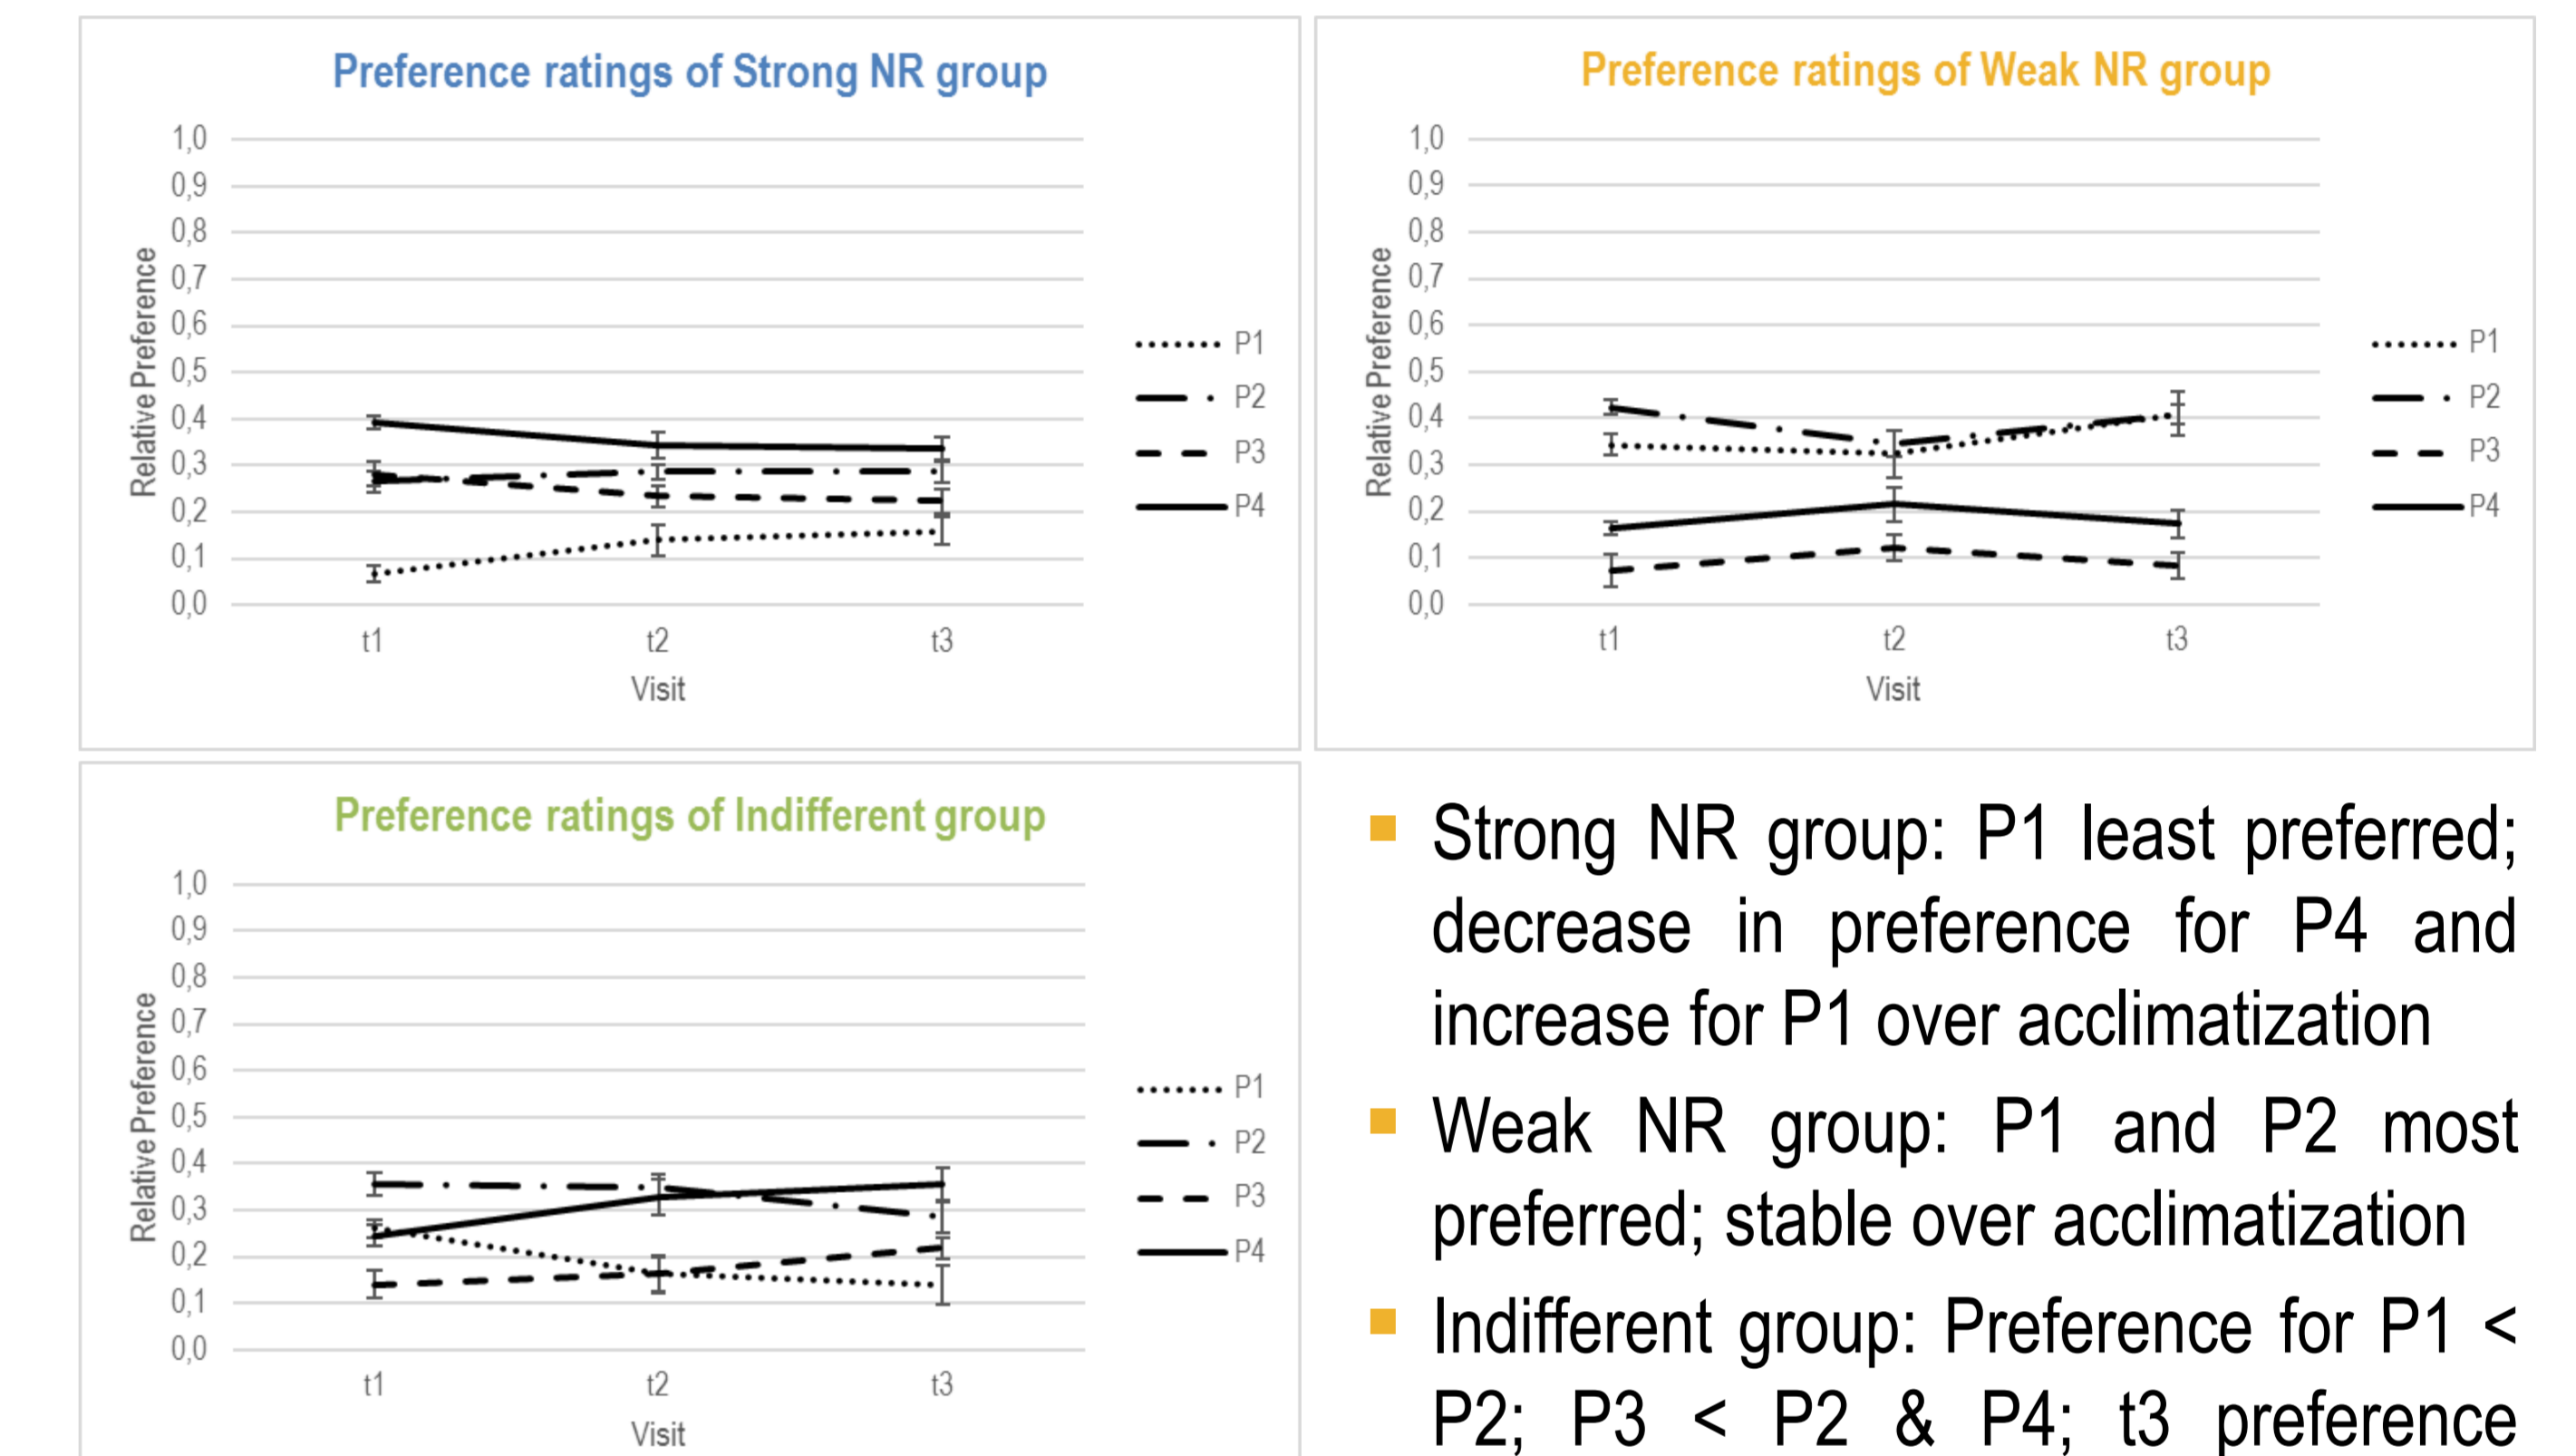 Preference ratings of Strong NR group
1,0
0,9
0,8
0,7
0,6
0,5
0,4
0,3
0,2
0,1
0,0
Relative Preference
t1 t2 t3
Visit
P1
P2
P3
P4
Preference ratings of Weak NR group
1,0
0,9
0,8
0,7
0,6
0,5
0,4
0,3
0,2
0,1
0,0
Relative Preference
t1 t2 t3
Visit
P1
P2
P3
P4
Preference ratings of Indifferent group
1,0
0,9
0,8
0,7
0,6
0,5
0,4
0,3
0,2
0,1
0,0
Relative Preference
t1 t2 t3
Visit
P1
P2
P3
P4
Strong NR group: P1 least preferred;
decrease in preference for P4 and
increase for P1 over acclimatization
Weak NR group: P1 and P2 most
preferred; stable over acclimatization
Indifferent group: Preference for P1 <
P2; P3 < P2 & P4; t3 preference